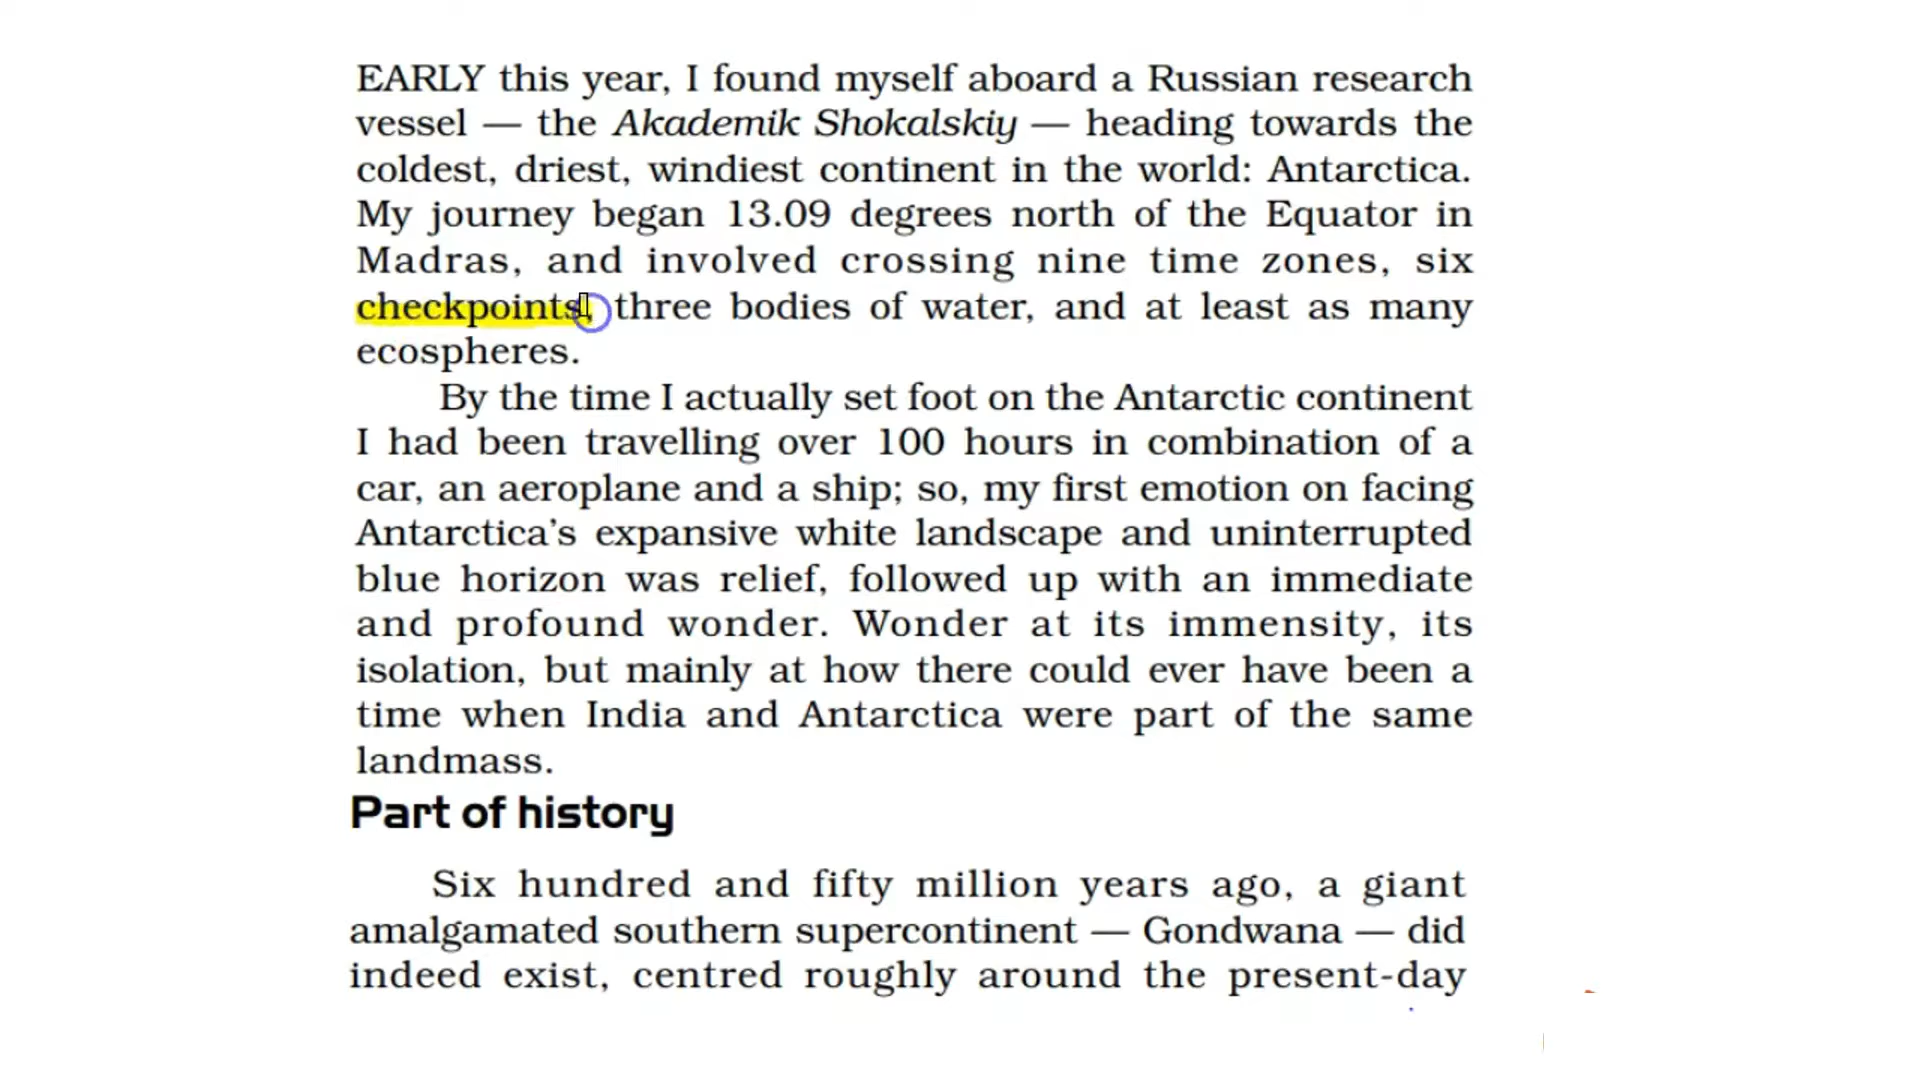 EARLY this year, I found myself aboard a Russian research
vessel — the Akademik Shokalskiy — heading towards the
coldest, driest, windiest continent in the world: Antarctica.
My journey began 13.09 degrees north of the Equator in
Madras, and involved crossing nine time zones, six
checkpoints, three bodies of water, and at least as many
ecospheres.
By the time I actually set foot on the Antarctic continent
I had been travelling over 100 hours in combination of a
car, an aeroplane and a ship; so, my first emotion on facing
Antarctica’s expansive white landscape and uninterrupted
blue horizon was relief, followed up with an immediate
and profound wonder. Wonder at its immensity, its
isolation, but mainly at how there could ever have been a
time when India and Antarctica were part of the same
landmass.
Part of history
Six hundred and fifty million years ago, a giant
amalgamated southern supercontinent — Gondwana — did
indeed exist, centred roughly around the present-day